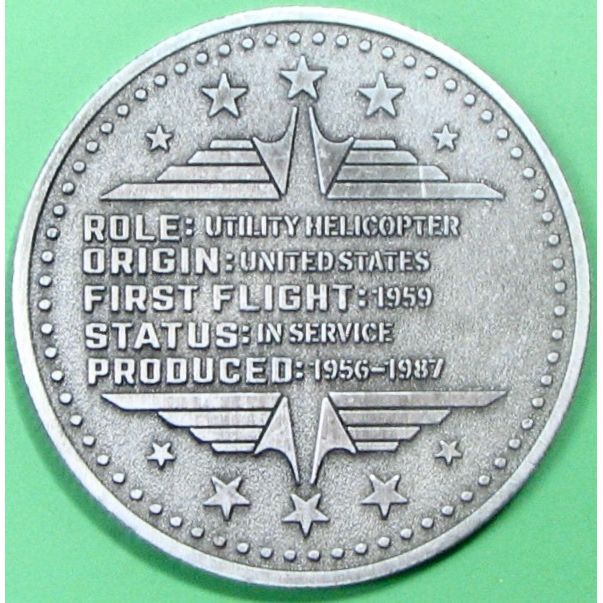 ROLE: UTILITY HELICOPTER
ORIGIN: UNITED STATES
FIRST FLIGHT: 1959
STATUS: IN SERVICE
PRODUCED: 1956-1987